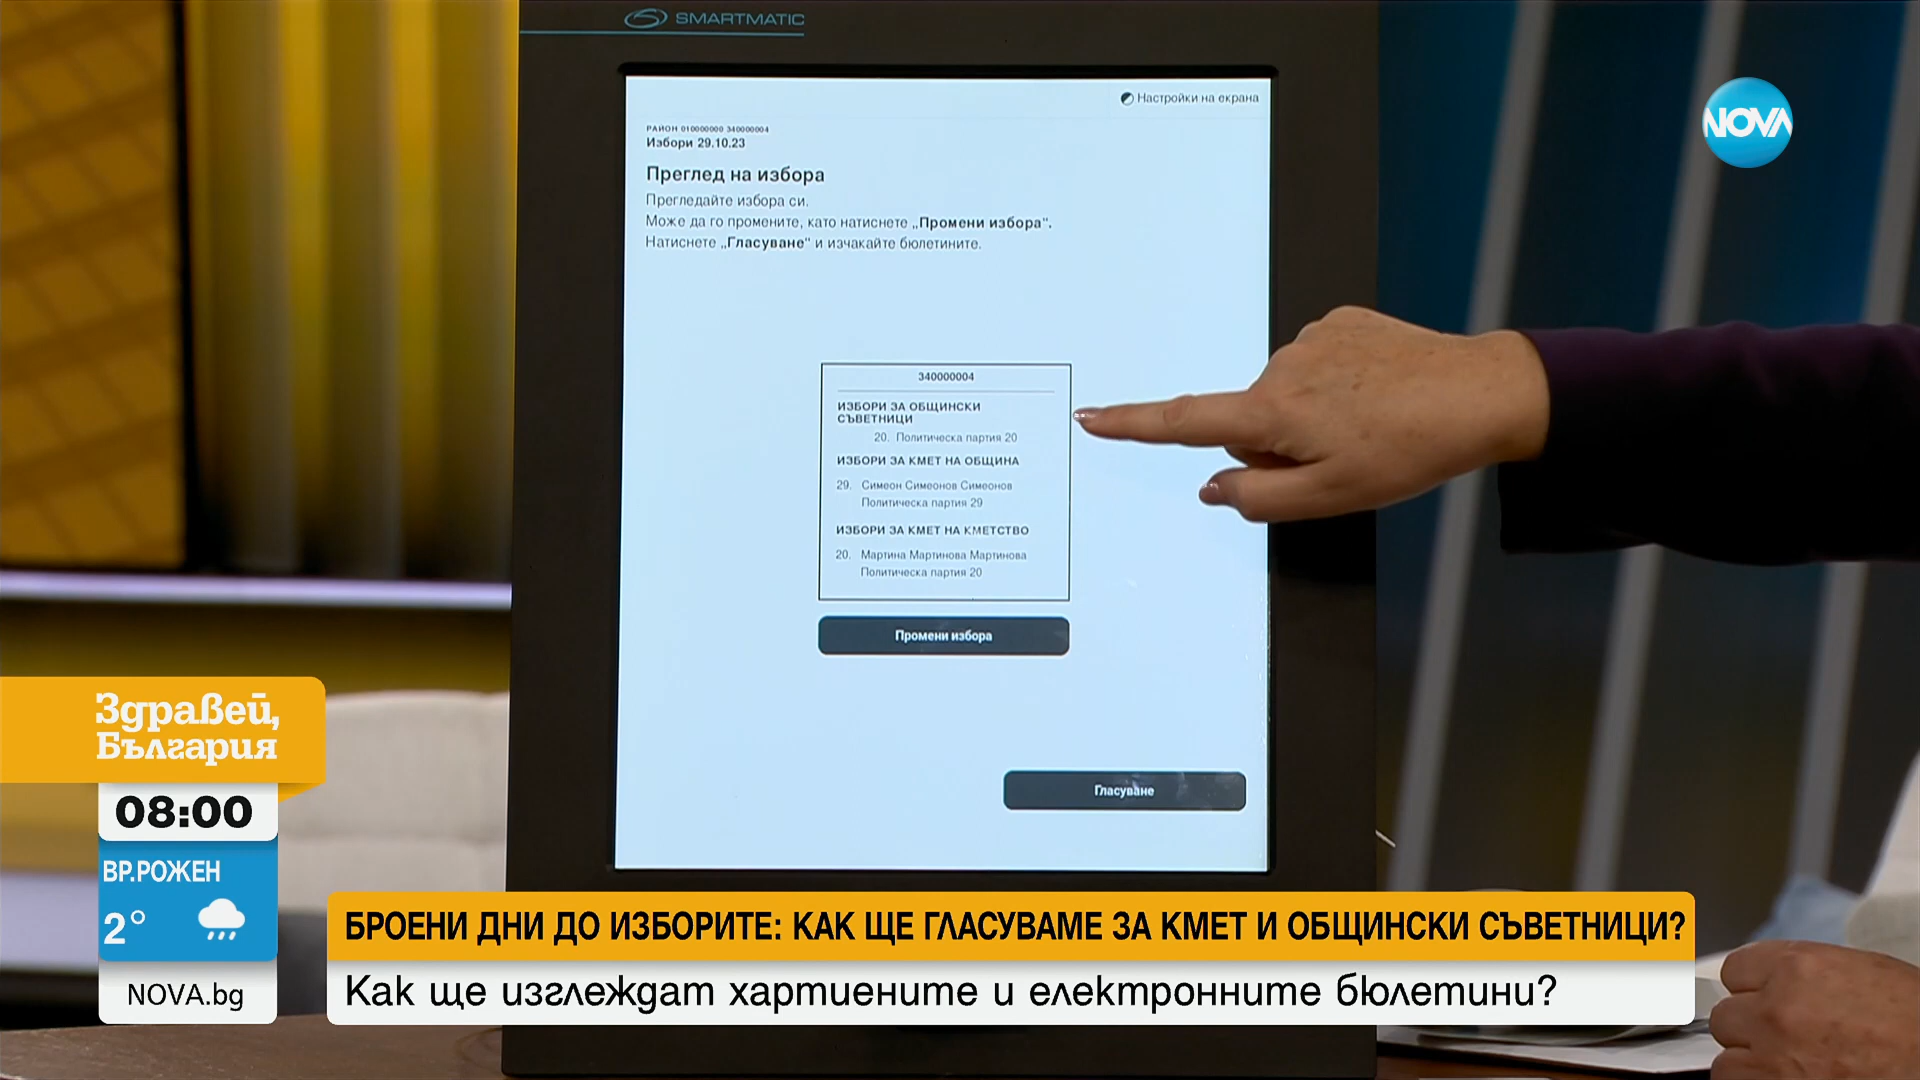 SMARTMATIC
Настройки на екрана
РАЙОН 010000000 340000004
Избори 29.10.23
Преглед на избора
Прегледайте избора си.
Може да го промените, като натиснете „Промени избора“.
Натиснете „Гласуване“ и изчакайте бюлетините.
340000004
ИЗБОРИ ЗА ОБЩИНСКИ
СЪВЕТНИЦИ
20. Политическа партия 20
ИЗБОРИ ЗА КМЕТ НА ОБЩИНА
29. Симеон Симеонов Симеонов
Политическа партия 29
ИЗБОРИ ЗА КМЕТ НА КМЕТСТВО
20. Мартина Мартинова Мартинова
Политическа партия 20
Промени избора
Гласуване
NOVA
Здравей,
България
08:00
ВР.РОЖЕН
2°
NOVA.bg
БРОЕНИ ДНИ ДО ИЗБОРИТЕ: КАК ЩЕ ГЛАСУВАМЕ ЗА КМЕТ И ОБЩИНСКИ СЪВЕТНИЦИ?
Как ще изглеждат хартиените и електронните бюлетини?